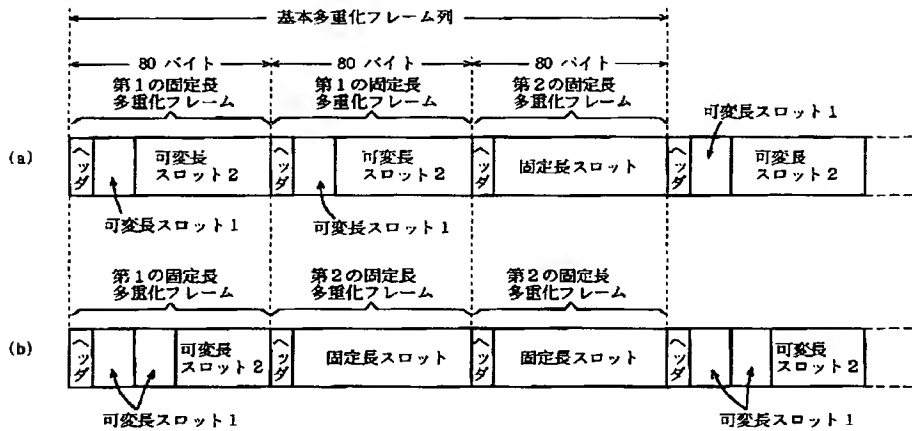 基本多重化フレーム列
80 バイト
80 バイト
80 バイト
第1の固定長
多重化フレーム
第1の固定長
多重化フレーム
第2の固定長
多重化フレーム
可変長スロット1
(a)
ヘッダ
可変長
スロット2
ヘッダ
可変長
スロット2
ヘッダ
固定長スロット
ヘッダ
可変長
スロット2
可変長スロット1
可変長スロット1
第1の固定長
多重化フレーム
第2の固定長
多重化フレーム
第2の固定長
多重化フレーム
(b)
ヘッダ
可変長
スロット2
ヘッダ
固定長スロット
ヘッダ
固定長スロット
ヘッダ
可変長
スロット2
可変長スロット1
可変長スロット1